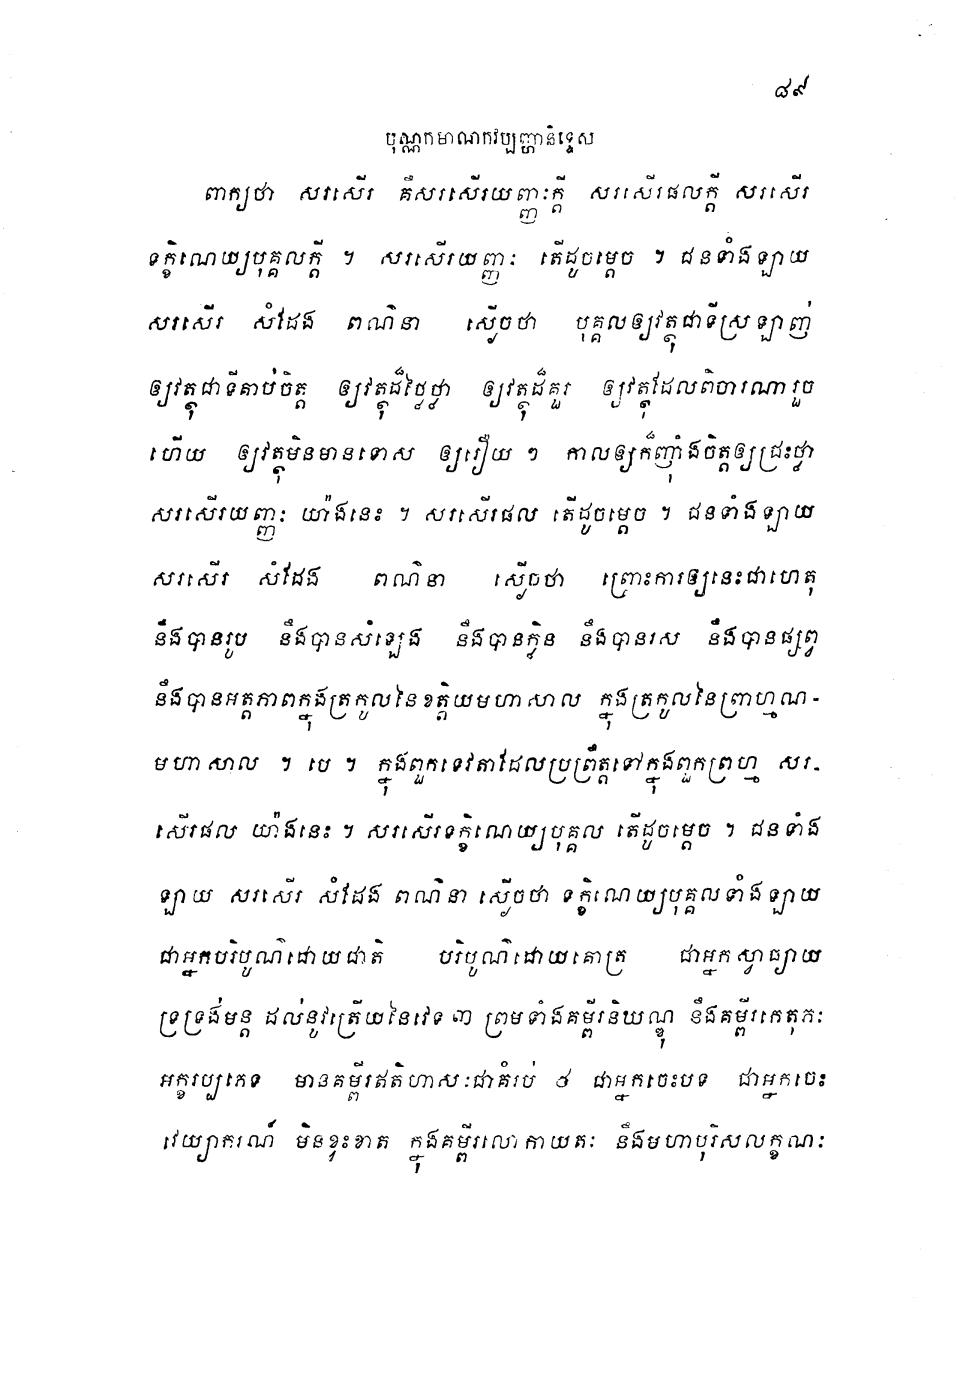 ៨៩
បុណ្ណកមាណវកប្បញ្ហានិទ្ទេស
ពាក្យថា សរសើរ គឺសរសើរយញ្ញៈក្តី សរសើរផលក្តី សរសើរ
ទក្ខិណេយ្យបុគ្គលក្តី ។ សរសើរយញ្ញៈ តើដូចម្តេច ។ ជនទាំងឡាយ
សរសើរ សំដែង ពណ៌នា ស្ងើចថា បុគ្គលឲ្យវត្ថុជាទីស្រឡាញ់
ឲ្យវត្ថុជាទីគាប់ចិត្ត ឲ្យវត្ថុដ៏ថ្លៃថ្លា ឲ្យវត្ថុដ៏គួរ ឲ្យវត្ថុដែលពិចារណារួច
ហើយ ឲ្យវត្ថុមិនមានទោស ឲ្យរឿយ ៗ កាលឲ្យក៏ញុំាងចិត្តឲ្យជ្រះថ្លា
សរសើរយញ្ញៈ យ៉ាងនេះ ។ សរសើរផល តើដូចម្តេច ។ ជនទាំងឡាយ
សរសើរ សំដែង ពណ៌នា ស្ងើចថា ព្រោះការឲ្យនេះជាហេតុ
នឹងបានរូប នឹងបានសំឡេង នឹងបានក្លិន នឹងបានរស នឹងបានផ្សព្វ
នឹងបានអត្តភាពក្នុងត្រកូលនៃខត្តិយមហាសាល ក្នុងត្រកូលនៃព្រាហ្មណ-
មហាសាល ។ បេ ។ ក្នុងពួកទេវតាដែលប្រព្រឹត្តទៅក្នុងពួកព្រហ្ម សរ-
សើរផល យ៉ាងនេះ ។ សរសើរទក្ខិណេយ្យបុគ្គល តើដូចម្តេច ។ ជនទាំង
ឡាយ សរសើរ សំដែង ពណ៌នា ស្ងើចថា ទក្ខិណេយ្យបុគ្គលទាំងឡាយ
ជាអ្នកបរិបូណ៌ដោយជាតិ បរិបូណ៌ដោយគោត្រ ជាអ្នកស្វាធ្យាយ
ទ្រទ្រង់មន្ត ដល់នូវត្រើយនៃវេទ ៣ ព្រមទាំងគម្ពីរនិឃណ្ឌុ នឹងគម្ពីរកេតុភៈ
អក្ខរប្បភេទ មានគម្ពីរឥតិហាសៈជាគំរប់ ៥ ជាអ្នកចេះបទ ជាអ្នកចេះ
វេយ្យាករណ៍ មិនខ្វះខាត ក្នុងគម្ពីរលោកាយតៈ នឹងមហាបុរិសលក្ខណៈ